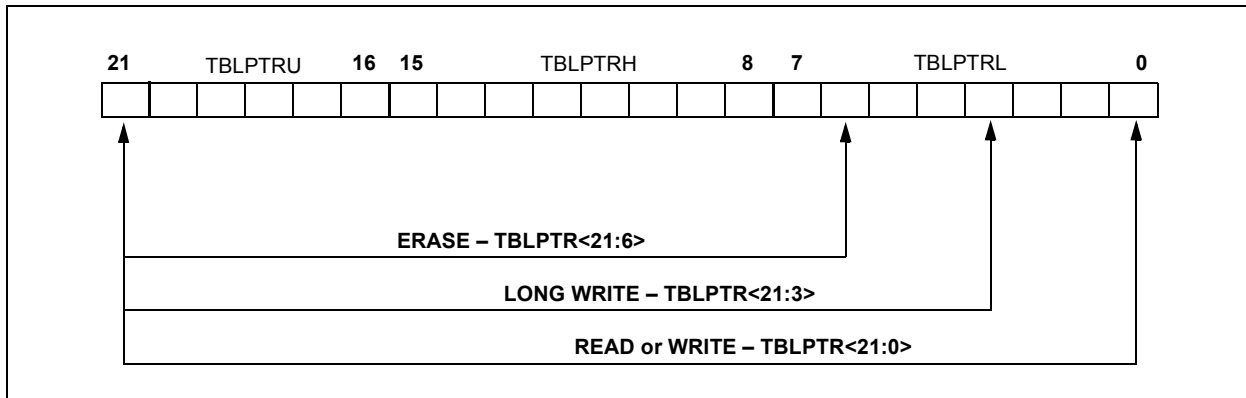 21 TBLPTRU 16 15 TBLPTRH 8 7 TBLPTRL 0
ERASE – TBLPTR<21:6>
LONG WRITE – TBLPTR<21:3>
READ or WRITE – TBLPTR<21:0>